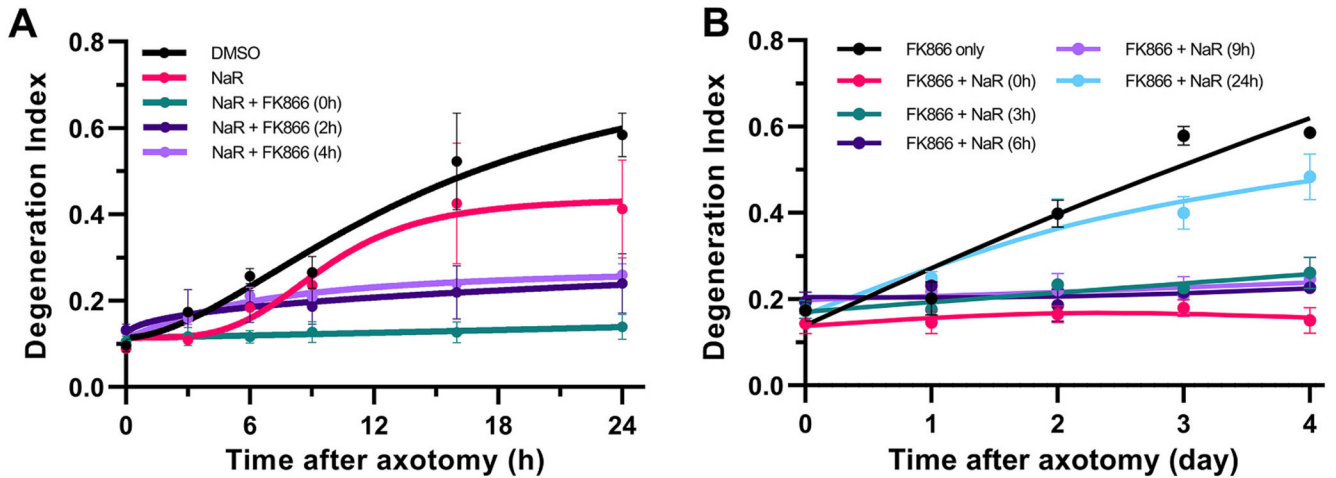 A
Degeneration Index
0.8
0.6
0.4
0.2
0.0
DMSO
NaR
NaR + FK866 (0h)
NaR + FK866 (2h)
NaR + FK866 (4h)
0 6 12 18 24
Time after axotomy (h)
B
Degeneration Index
0.8
0.6
0.4
0.2
0.0
FK866 only
FK866 + NaR (0h)
FK866 + NaR (3h)
FK866 + NaR (6h)
FK866 + NaR (9h)
FK866 + NaR (24h)
0 1 2 3 4
Time after axotomy (day)